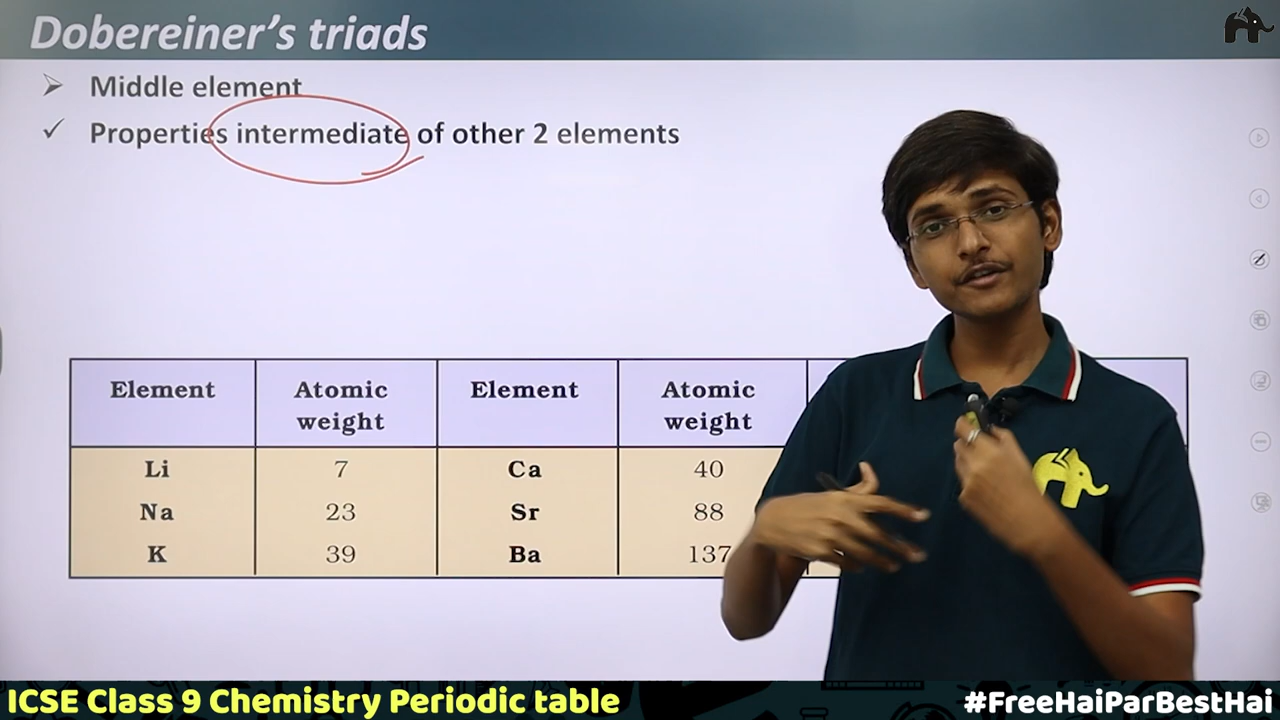 Dobereiner's triads
Middle element
Properties intermediate of other 2 elements
Element Atomic weight Element Atomic weight
Li 7 Ca 40
Na 23 Sr 88
K 39 Ba 137
ICSE Class 9 Chemistry Periodic table
#FreeHaiParBestHai